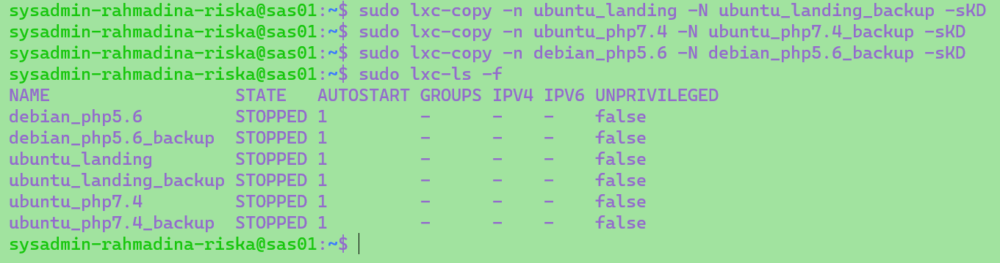 sysadmin-rahmadina-riska@sas01:~$ sudo lxc-copy -n ubuntu_landing -N ubuntu_landing_backup -sKD
sysadmin-rahmadina-riska@sas01:~$ sudo lxc-copy -n ubuntu_php7.4 -N ubuntu_php7.4_backup -sKD
sysadmin-rahmadina-riska@sas01:~$ sudo lxc-copy -n debian_php5.6 -N debian_php5.6_backup -sKD
sysadmin-rahmadina-riska@sas01:~$ sudo lxc-ls -f
NAME                  STATE   AUTOSTART GROUPS IPV4 IPV6 UNPRIVILEGED
debian_php5.6         STOPPED 1         -      -    -    false
debian_php5.6_backup  STOPPED 1         -      -    -    false
ubuntu_landing        STOPPED 1         -      -    -    false
ubuntu_landing_backup STOPPED 1         -      -    -    false
ubuntu_php7.4         STOPPED 1         -      -    -    false
ubuntu_php7.4_backup  STOPPED 1         -      -    -    false
sysadmin-rahmadina-riska@sas01:~$